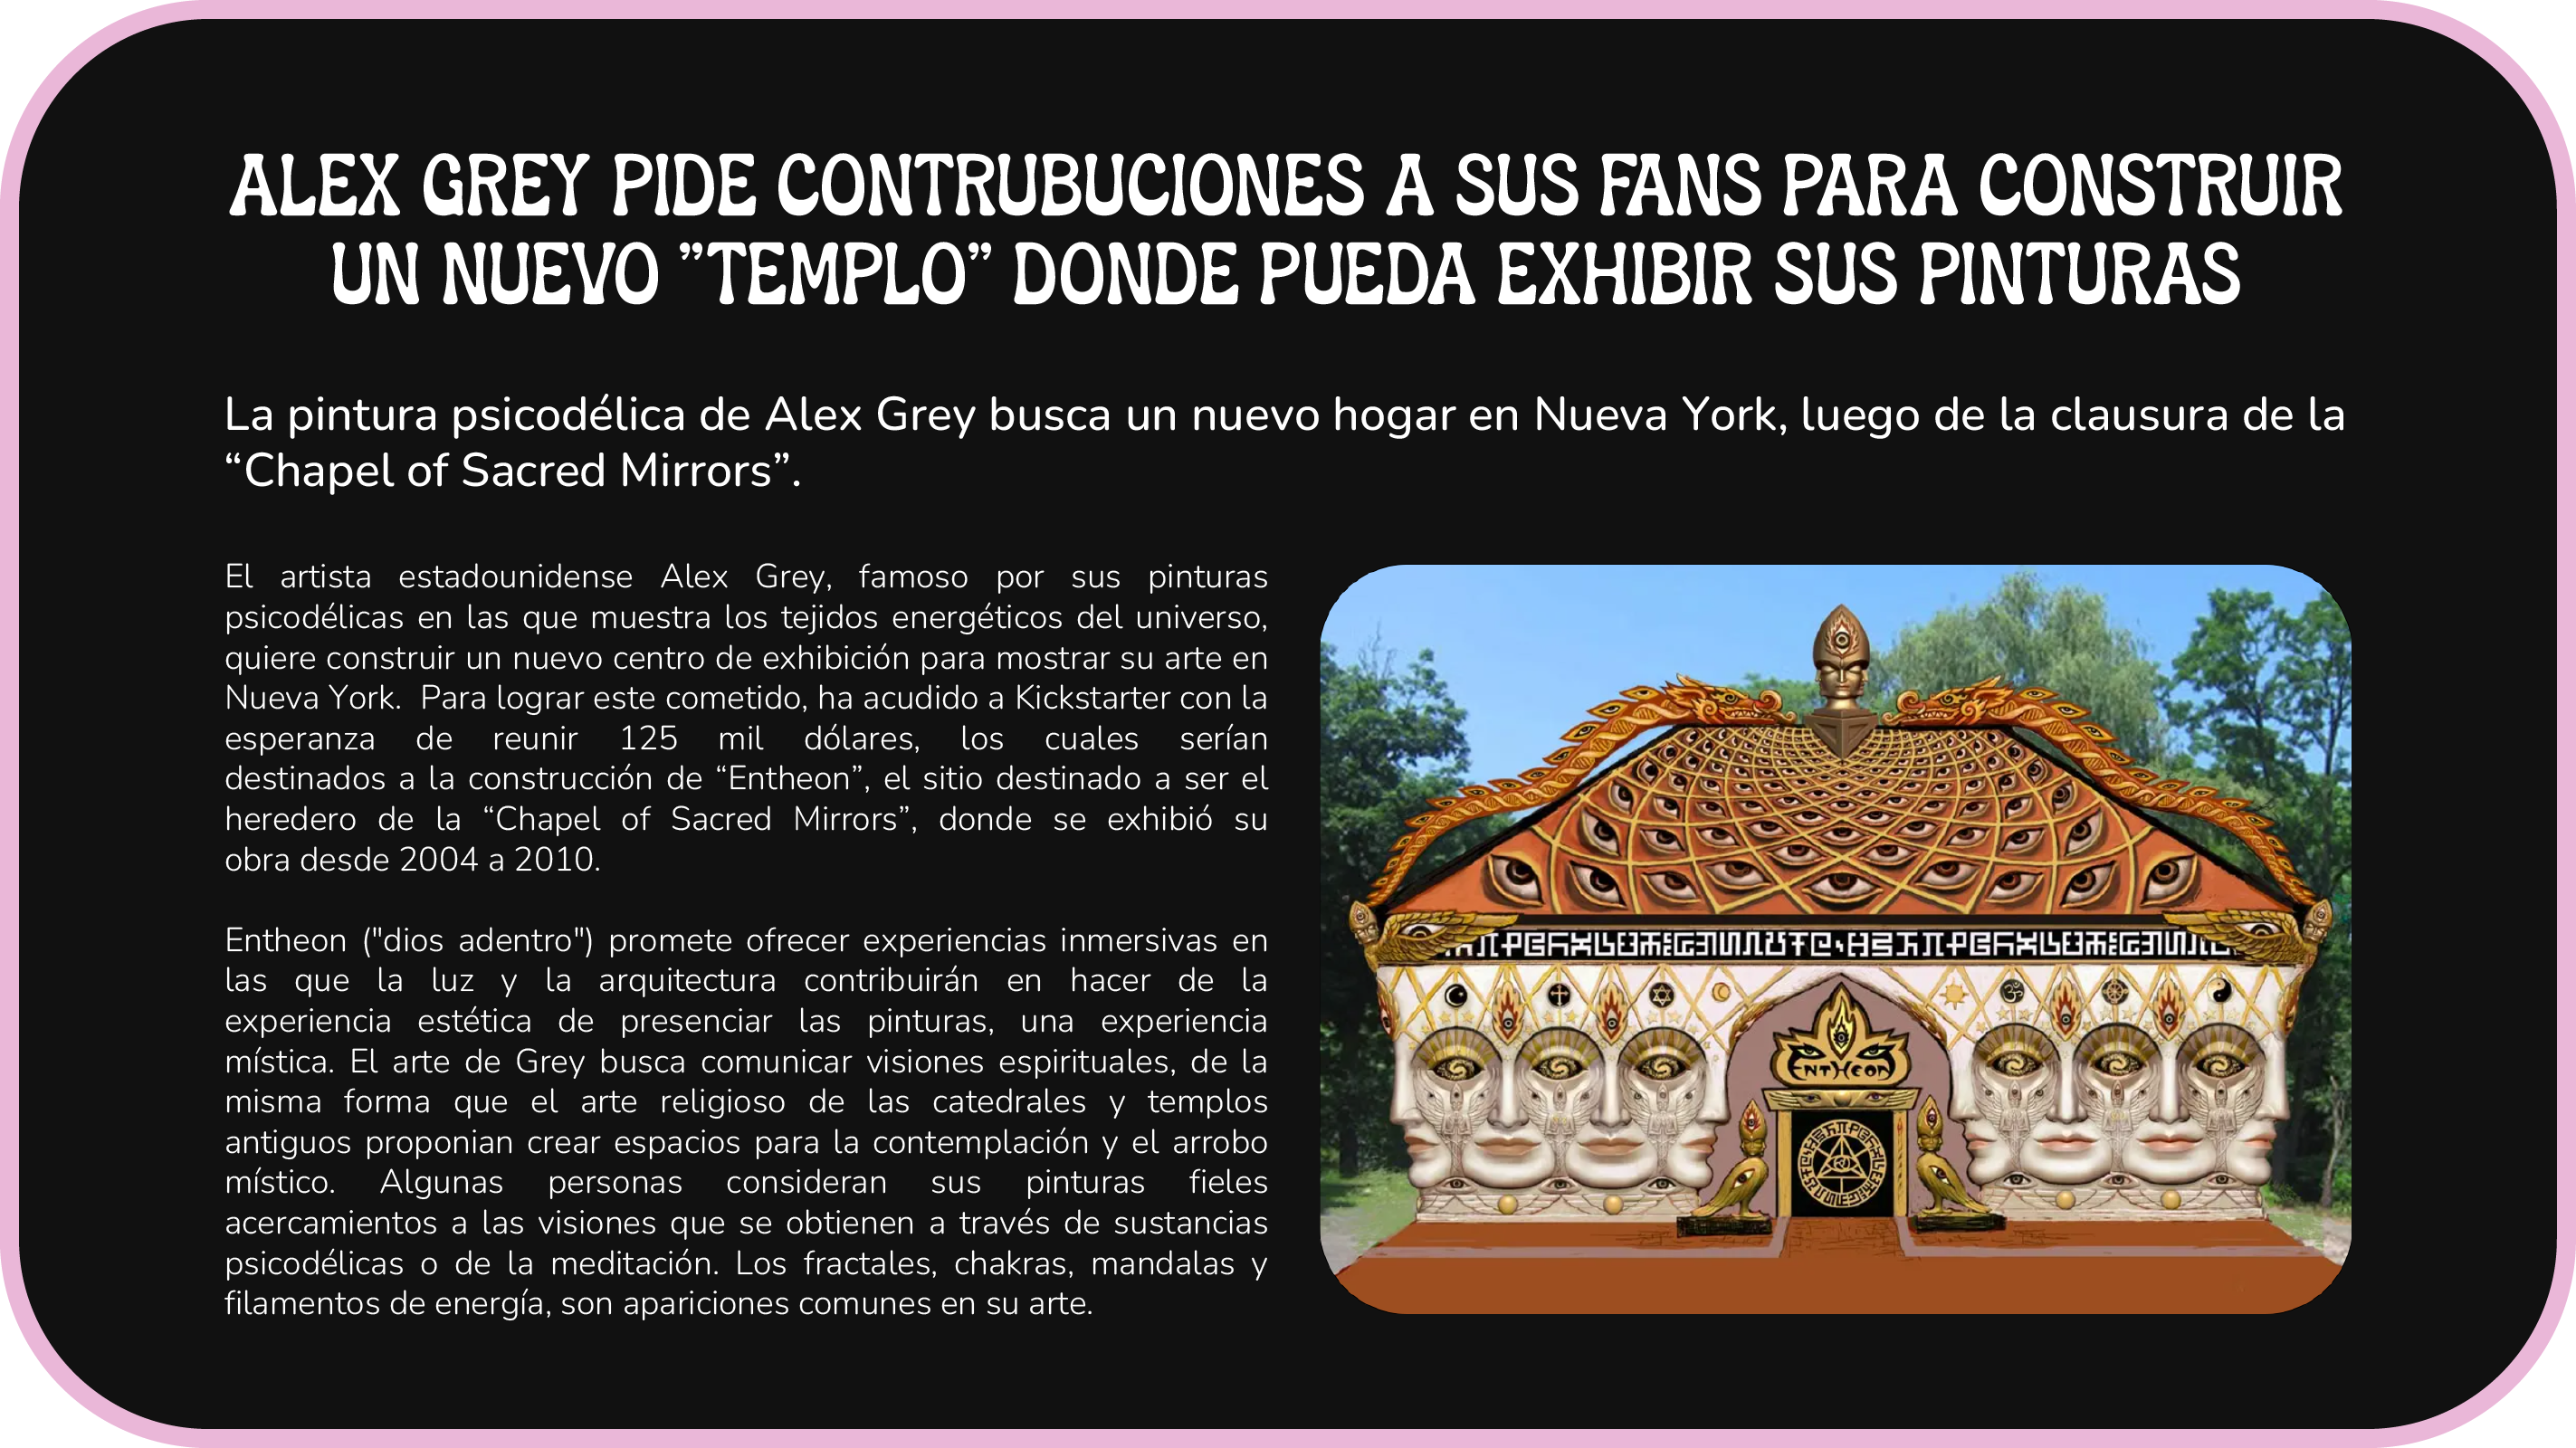 ALEX GREY PIDE CONTRUBUCIONES A SUS FANS PARA CONSTRUIR
UN NUEVO ”TEMPLO” DONDE PUEDA EXHIBIR SUS PINTURAS
La pintura psicodélica de Alex Grey busca un nuevo hogar en Nueva York, luego de la clausura de la
“Chapel of Sacred Mirrors”.
El artista estadounidense Alex Grey, famoso por sus pinturas
psicodélicas en las que muestra los tejidos energéticos del universo,
quiere construir un nuevo centro de exhibición para mostrar su arte en
Nueva York.  Para lograr este cometido, ha acudido a Kickstarter con la
esperanza de reunir 125 mil dólares, los cuales serían
destinados a la construcción de “Entheon”, el sitio destinado a ser el
heredero de la “Chapel of Sacred Mirrors”, donde se exhibió su
obra desde 2004 a 2010.
Entheon ("dios adentro") promete ofrecer experiencias inmersivas en
las que la luz y la arquitectura contribuirán en hacer de la
experiencia estética de presenciar las pinturas, una experiencia
mística. El arte de Grey busca comunicar visiones espirituales, de la
misma forma que el arte religioso de las catedrales y templos
antiguos proponian crear espacios para la contemplación y el arrobo
místico. Algunas personas consideran sus pinturas fieles
acercamientos a las visiones que se obtienen a través de sustancias
psicodélicas o de la meditación. Los fractales, chakras, mandalas y
filamentos de energía, son apariciones comunes en su arte.
ENTHEON